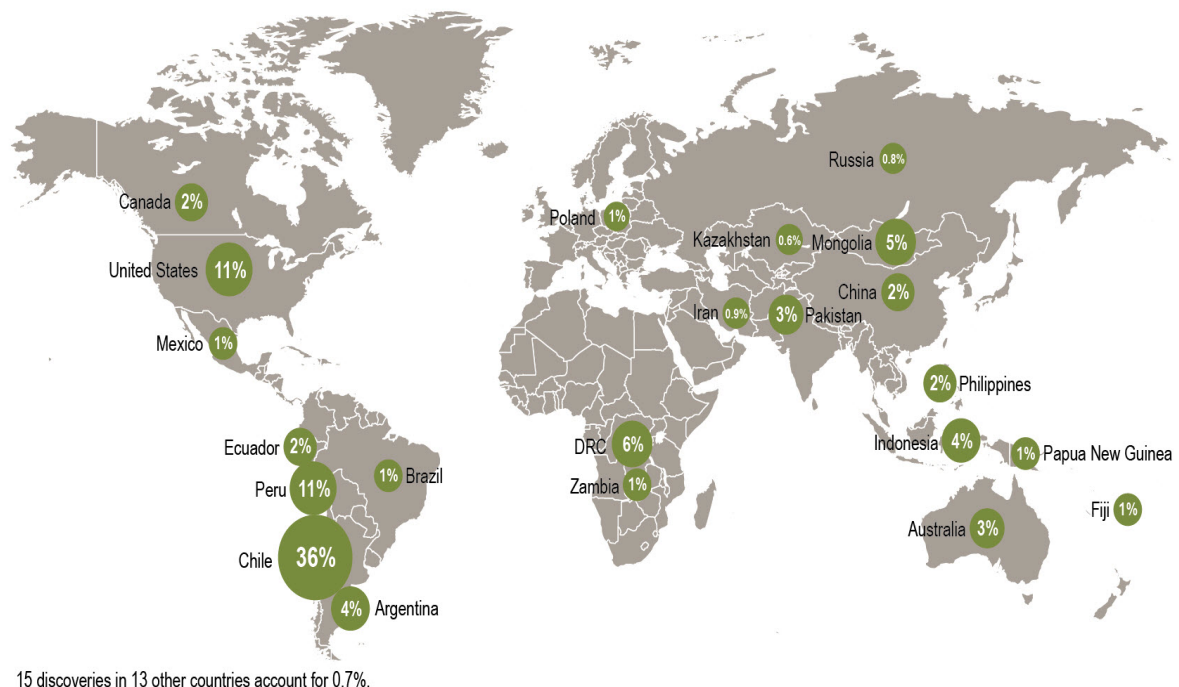 Russia 0.8%
Canada 2%
Poland 1%
Kazakhstan 0.6%
Mongolia 5%
United States 11%
China 2%
Iran 0.9%
3% Pakistan
Mexico 1%
2% Philippines
Ecuador 2%
DRC 6%
Indonesia 4%
1% Papua New Guinea
1% Brazil
Peru 11%
Zambia 1%
Fiji 1%
Australia 3%
Chile 36%
4% Argentina
15 discoveries in 13 other countries account for 0.7%.